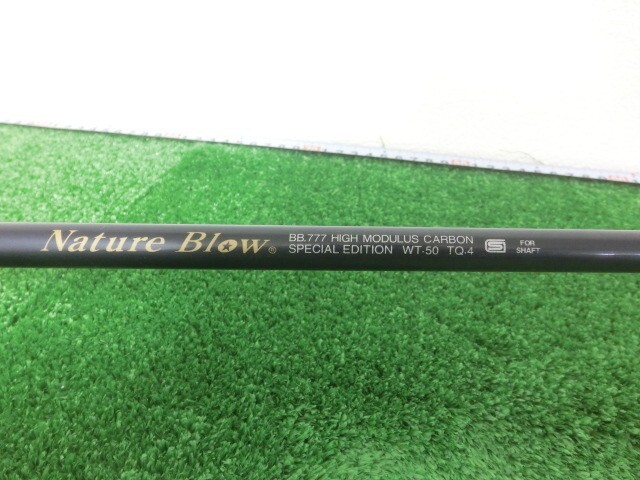 Nature Blow®
BB.777 HIGH MODULUS CARBON
SPECIAL EDITION WT-50 TQ-4
S
FOR
SHAFT